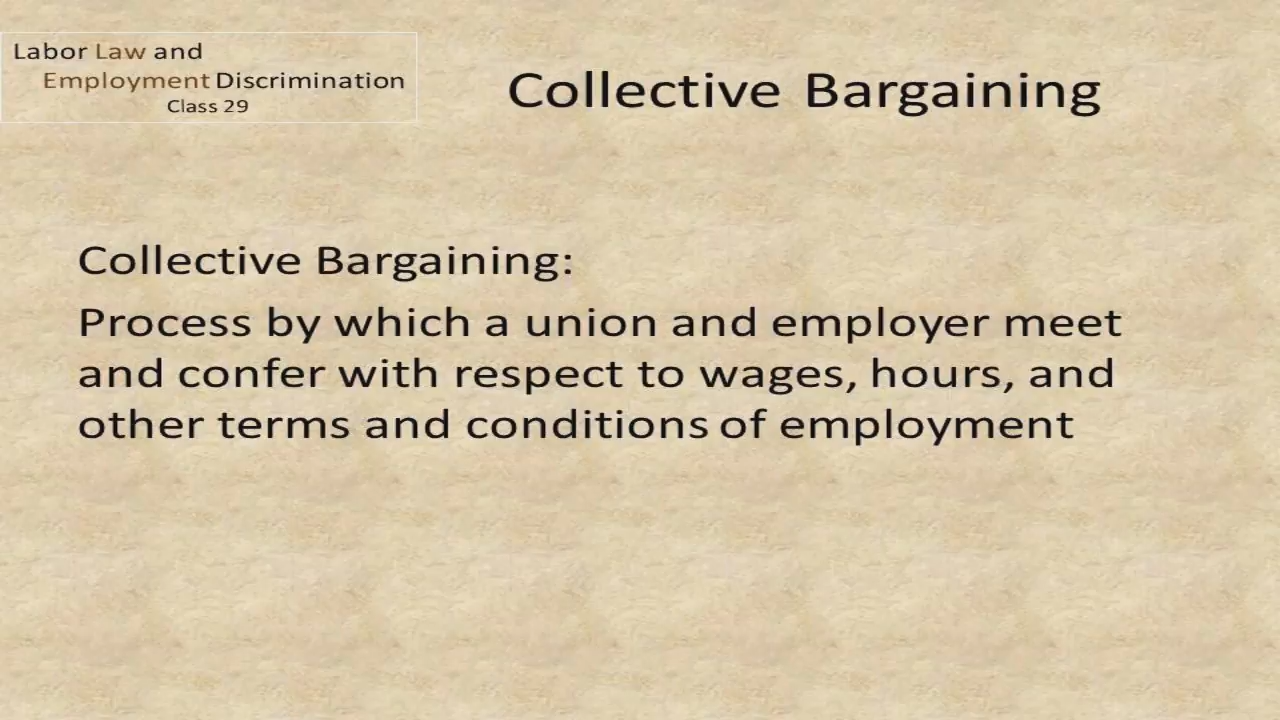 Labor Law and
Employment Discrimination
Class 29
Collective Bargaining
Collective Bargaining:
Process by which a union and employer meet
and confer with respect to wages, hours, and
other terms and conditions of employment